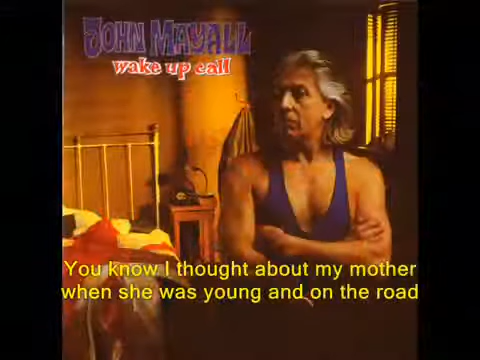 JOHN MAYALL
wake up call
You know I thought about my mother
when she was young and on the road